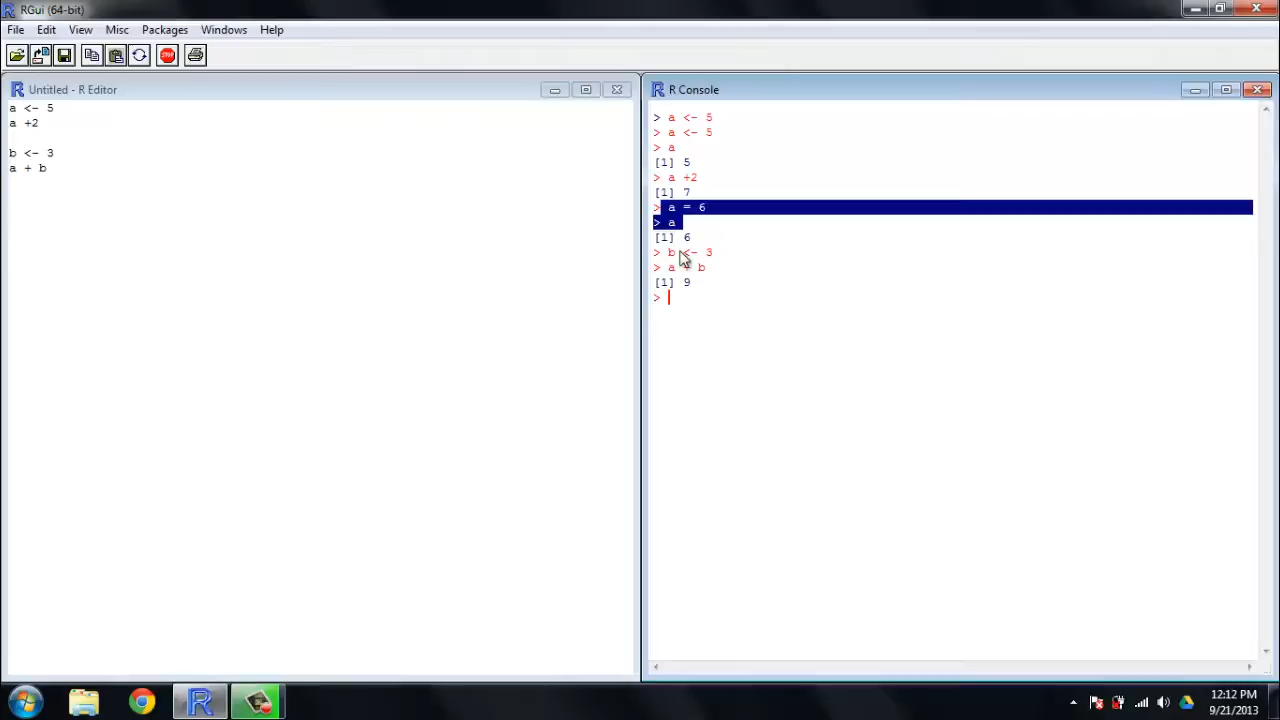 RGui (64-bit)
File Edit View Misc Packages Windows Help
STOP
Untitled - R Editor
a <- 5
a +2
b <- 3
a + b
R Console
> a <- 5
> a <- 5
> a
[1] 5
> a +2
[1] 7
> a = 6
> a
[1] 6
> b <- 3
> a + b
[1] 9
>
12:12 PM
9/21/2013